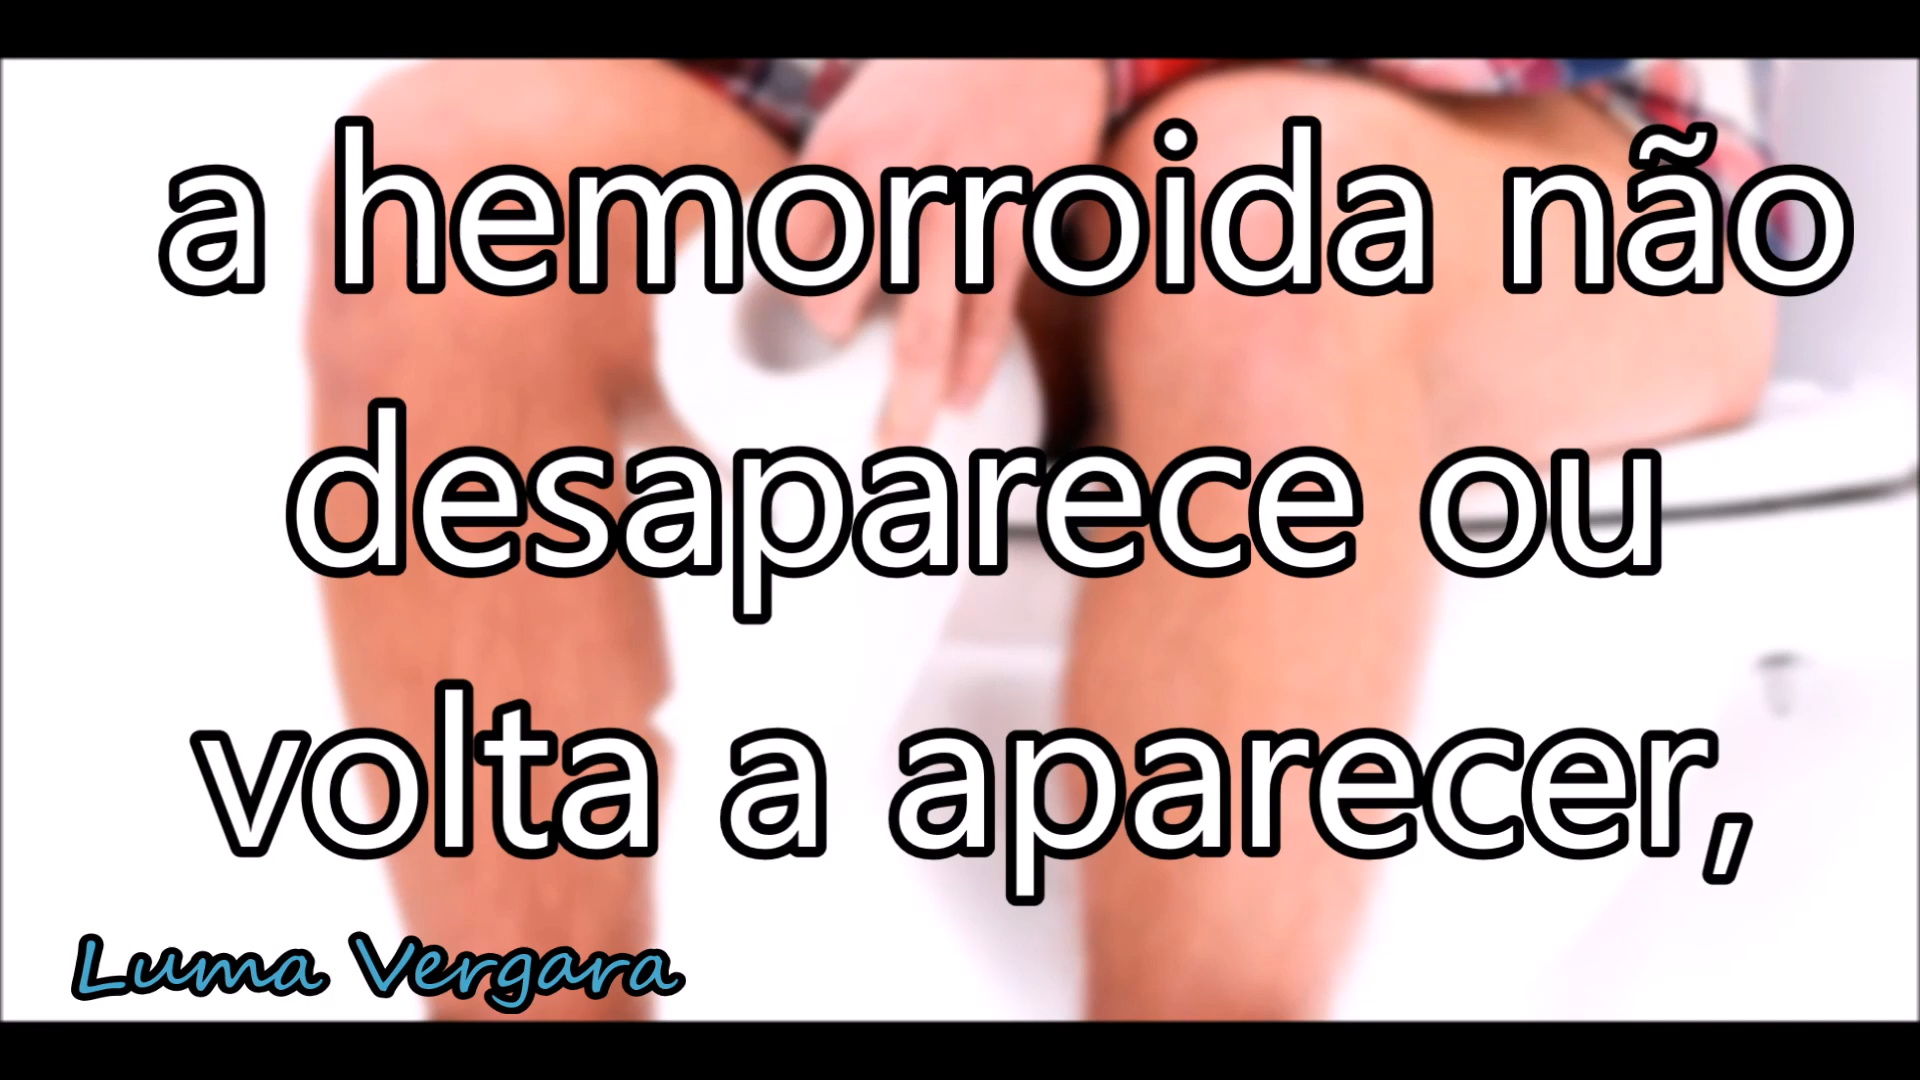 a hemorroida não
desaparece ou
volta a aparecer,
Luma Vergara